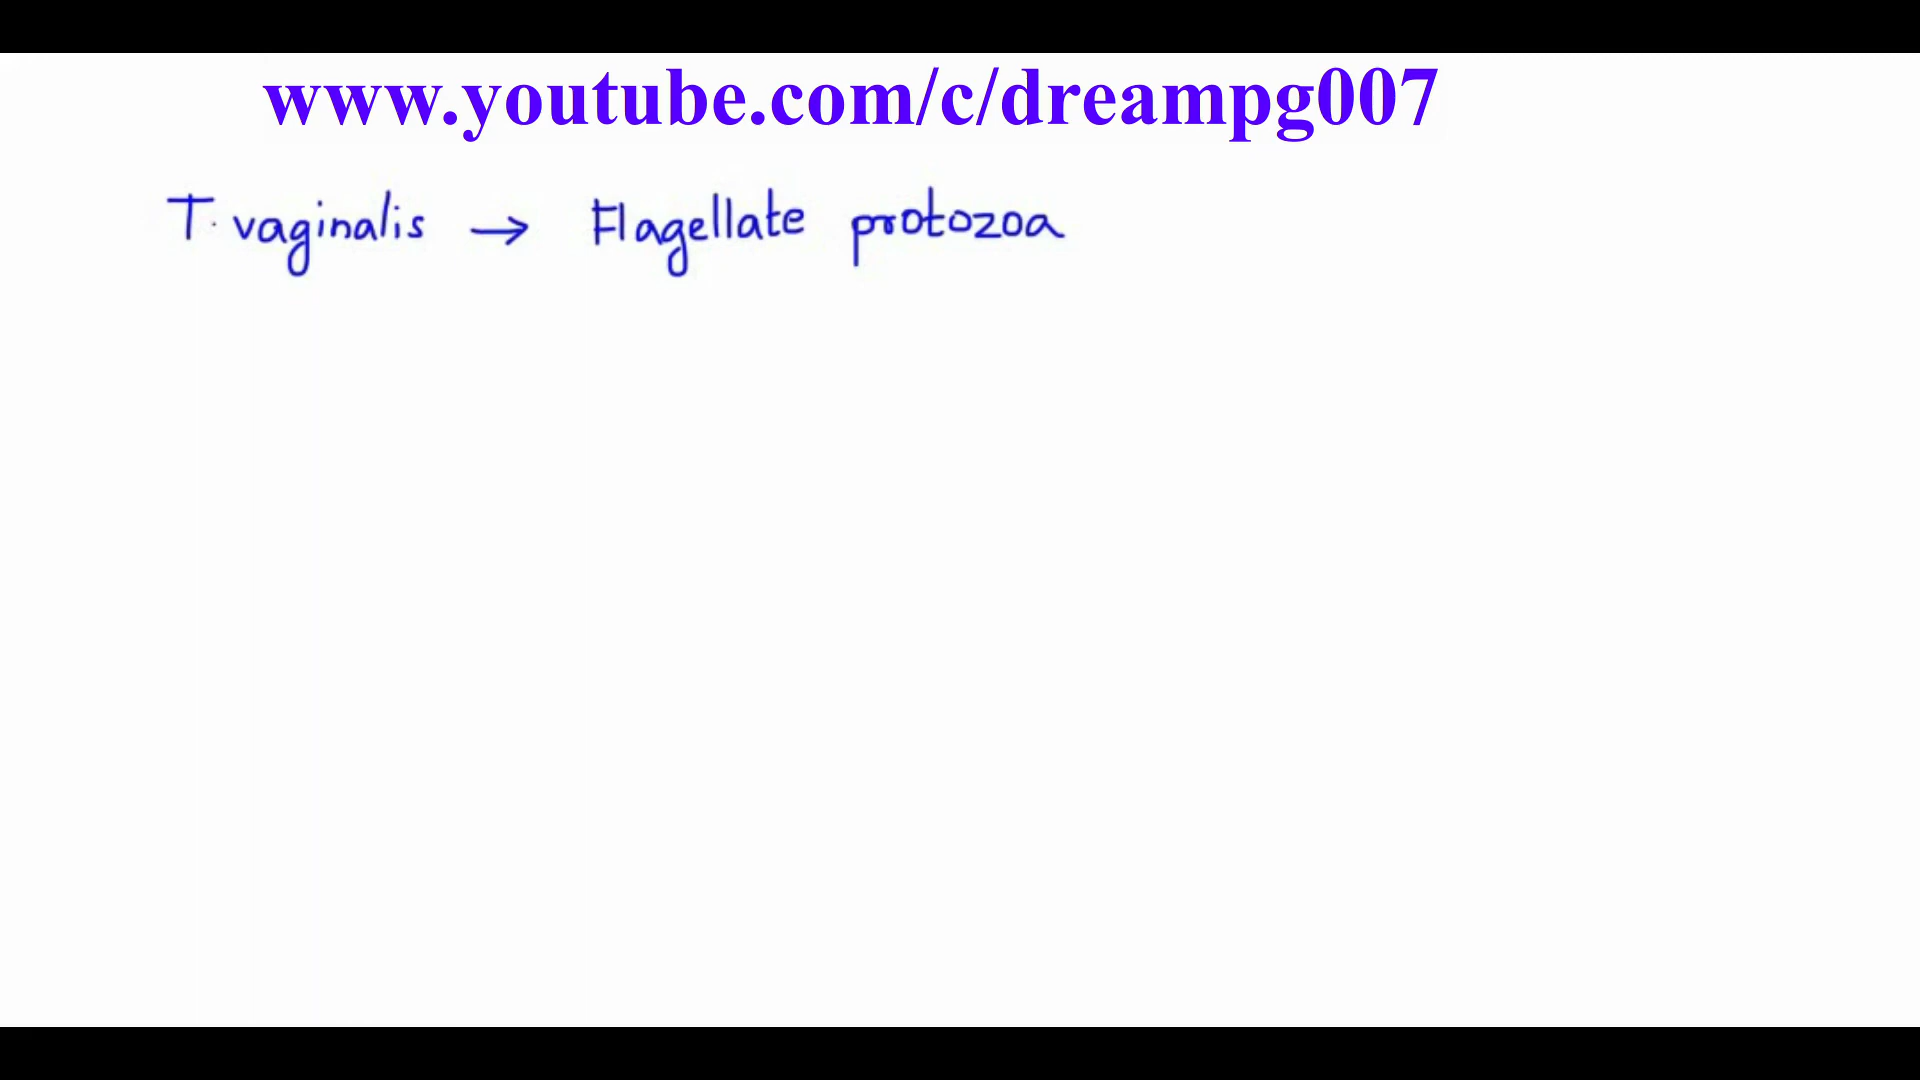 www.youtube.com/c/dreampg007
T. vaginalis → Flagellate protozoa